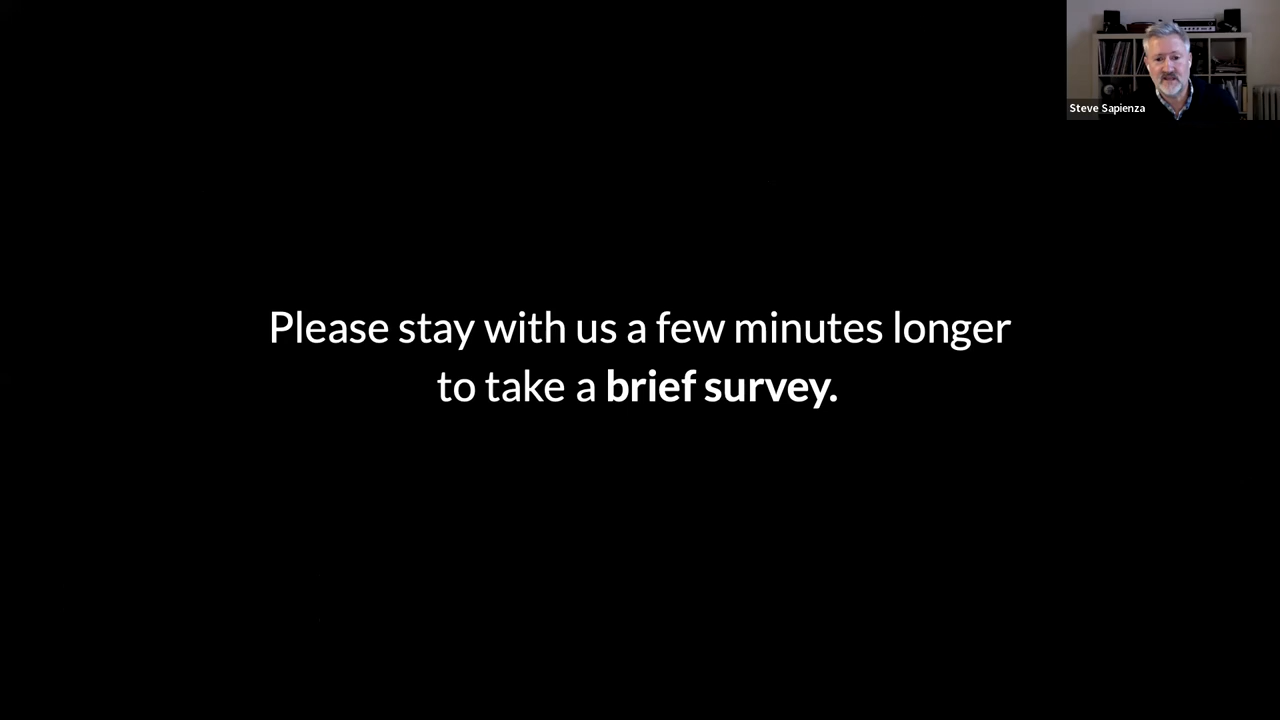 Steve Sapienza
Please stay with us a few minutes longer
to take a brief survey.